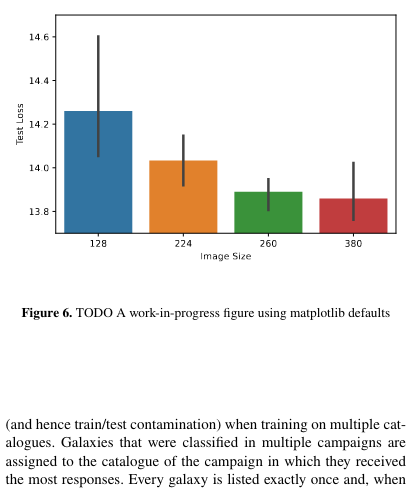 14.6
14.4
14.2
14.0
13.8
Test Loss
128 224 260 380
Image Size
Figure 6. TODO A work-in-progress figure using matplotlib defaults
(and hence train/test contamination) when training on multiple cat-
alogues. Galaxies that were classified in multiple campaigns are
assigned to the catalogue of the campaign in which they received
the most responses. Every galaxy is listed exactly once and, when